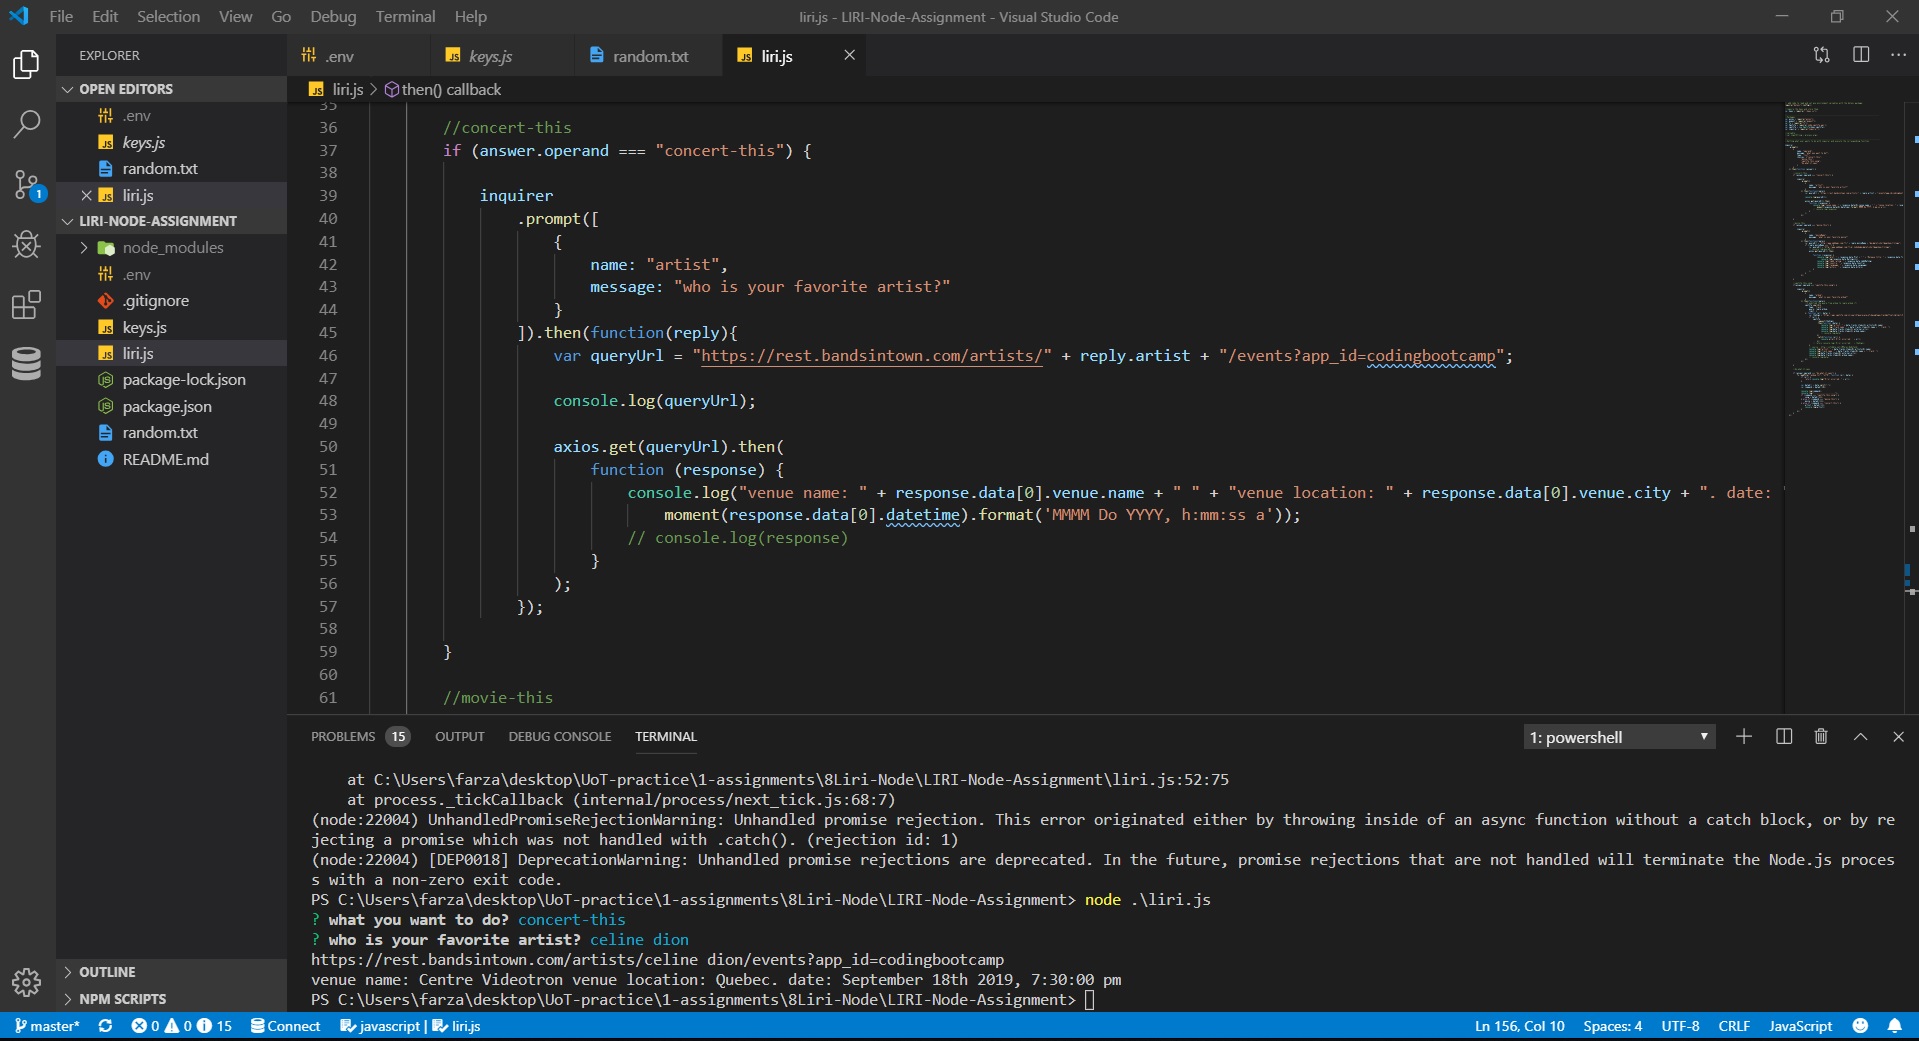 File Edit Selection View Go Debug Terminal Help
liri.js - LIRI-Node-Assignment - Visual Studio Code
EXPLORER
.env
keys.js
random.txt
liri.js
OPEN EDITORS
.env
keys.js
random.txt
liri.js
LIRI-NODE-ASSIGNMENT
node_modules
.env
.gitignore
keys.js
liri.js
package-lock.json
package.json
random.txt
README.md
OUTLINE
NPM SCRIPTS
1
liri.js > then() callback
35
36 //concert-this
37 if (answer.operand === "concert-this") {
38
39 inquirer
40 .prompt([
41 {
42 name: "artist",
43 message: "who is your favorite artist?"
44 }
45 ]).then(function(reply){
46 var queryUrl = "https://rest.bandsintown.com/artists/" + reply.artist + "/events?app_id=codingbootcamp";
47
48 console.log(queryUrl);
49
50 axios.get(queryUrl).then(
51 function (response) {
52 console.log("venue name: " + response.data[0].venue.name + " " + "venue location: " + response.data[0].venue.city + ". date: "
53 moment(response.data[0].datetime).format('MMMM Do YYYY, h:mm:ss a'));
54 // console.log(response)
55 }
56 );
57 });
58
59 }
60
61 //movie-this
PROBLEMS 15 OUTPUT DEBUG CONSOLE TERMINAL
1: powershell
at C:\Users\farza\desktop\UoT-practice\1-assignments\8Liri-Node\LIRI-Node-Assignment\liri.js:52:75
at process._tickCallback (internal/process/next_tick.js:68:7)
(node:22004) UnhandledPromiseRejectionWarning: Unhandled promise rejection. This error originated either by throwing inside of an async function without a catch block, or by re
jecting a promise which was not handled with .catch(). (rejection id: 1)
(node:22004) [DEP0018] DeprecationWarning: Unhandled promise rejections are deprecated. In the future, promise rejections that are not handled will terminate the Node.js proces
s with a non-zero exit code.
PS C:\Users\farza\desktop\UoT-practice\1-assignments\8Liri-Node\LIRI-Node-Assignment> node .\liri.js
? what you want to do? concert-this
? who is your favorite artist? celine dion
https://rest.bandsintown.com/artists/celine dion/events?app_id=codingbootcamp
venue name: Centre Videotron venue location: Quebec. date: September 18th 2019, 7:30:00 pm
PS C:\Users\farza\desktop\UoT-practice\1-assignments\8Liri-Node\LIRI-Node-Assignment>
master* 0 0 15 Connect javascript | liri.js
Ln 156, Col 10 Spaces: 4 UTF-8 CRLF JavaScript